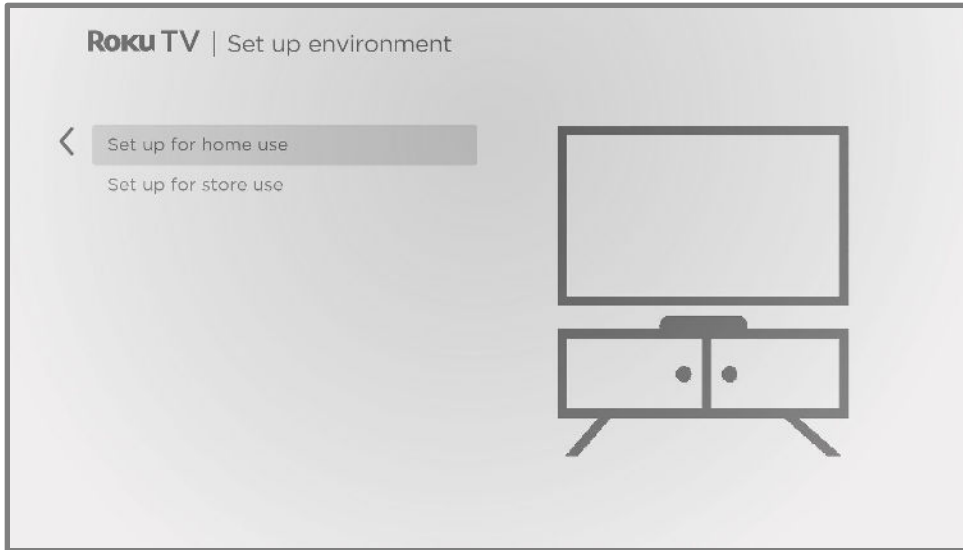 Roku TV | Set up environment
Set up for home use
Set up for store use